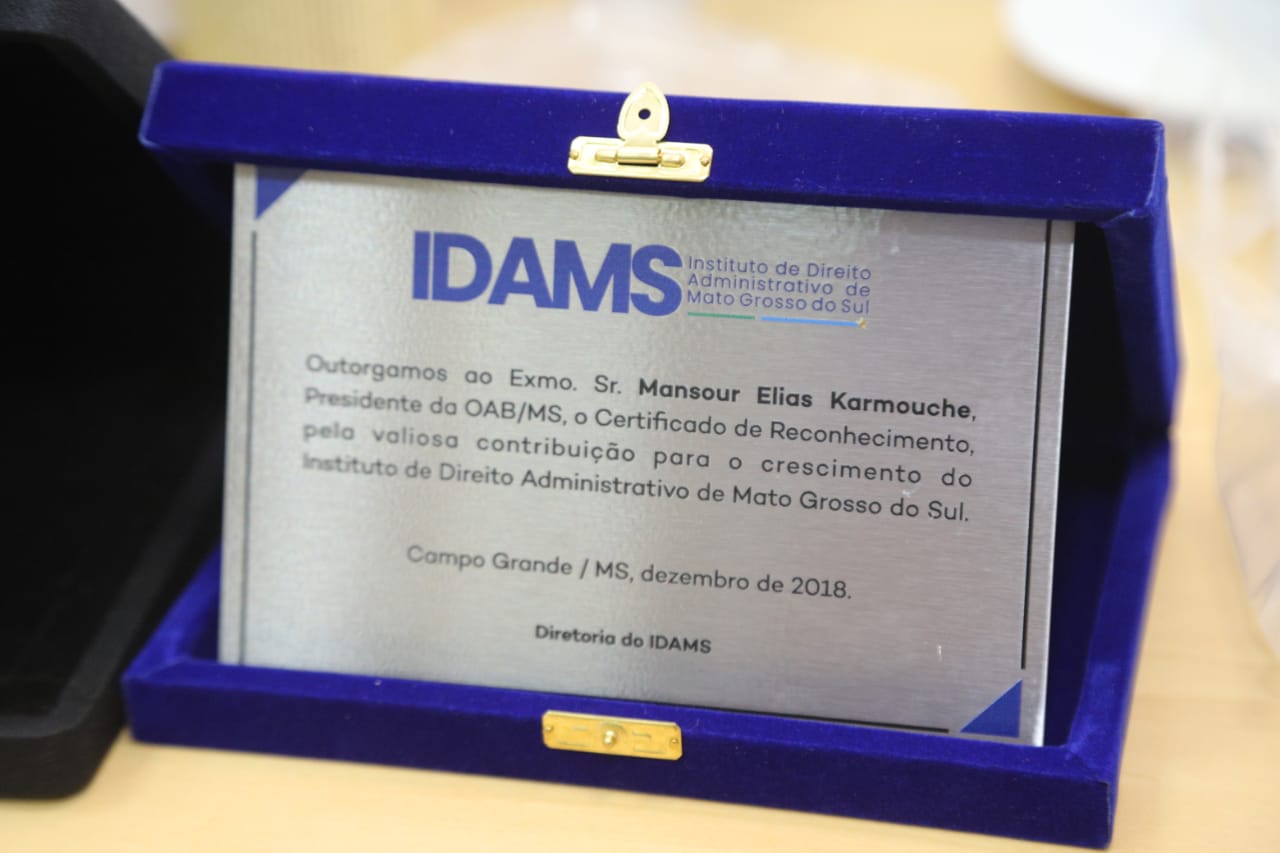 IDAMS
Instituto de Direito
Administrativo de
Mato Grosso do Sul
Outorgamos ao Exmo. Sr. Mansour Elias Karmouche,
Presidente da OAB/MS, o Certificado de Reconhecimento,
pela valiosa contribuição para o crescimento do
Instituto de Direito Administrativo de Mato Grosso do Sul.
Campo Grande / MS, dezembro de 2018.
Diretoria do IDAMS